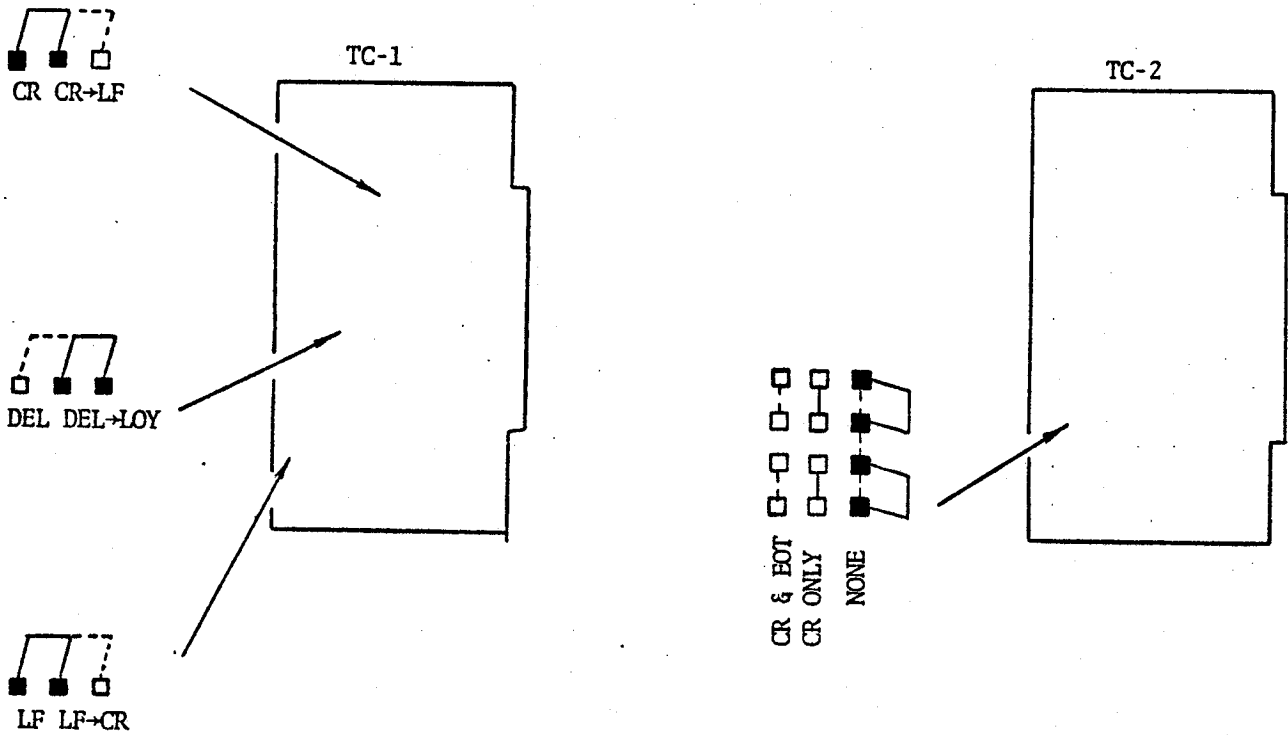 TC-1
CR CR→LF
DEL DEL→LOY
LF LF→CR
TC-2
CR & EOT
CR ONLY
NONE